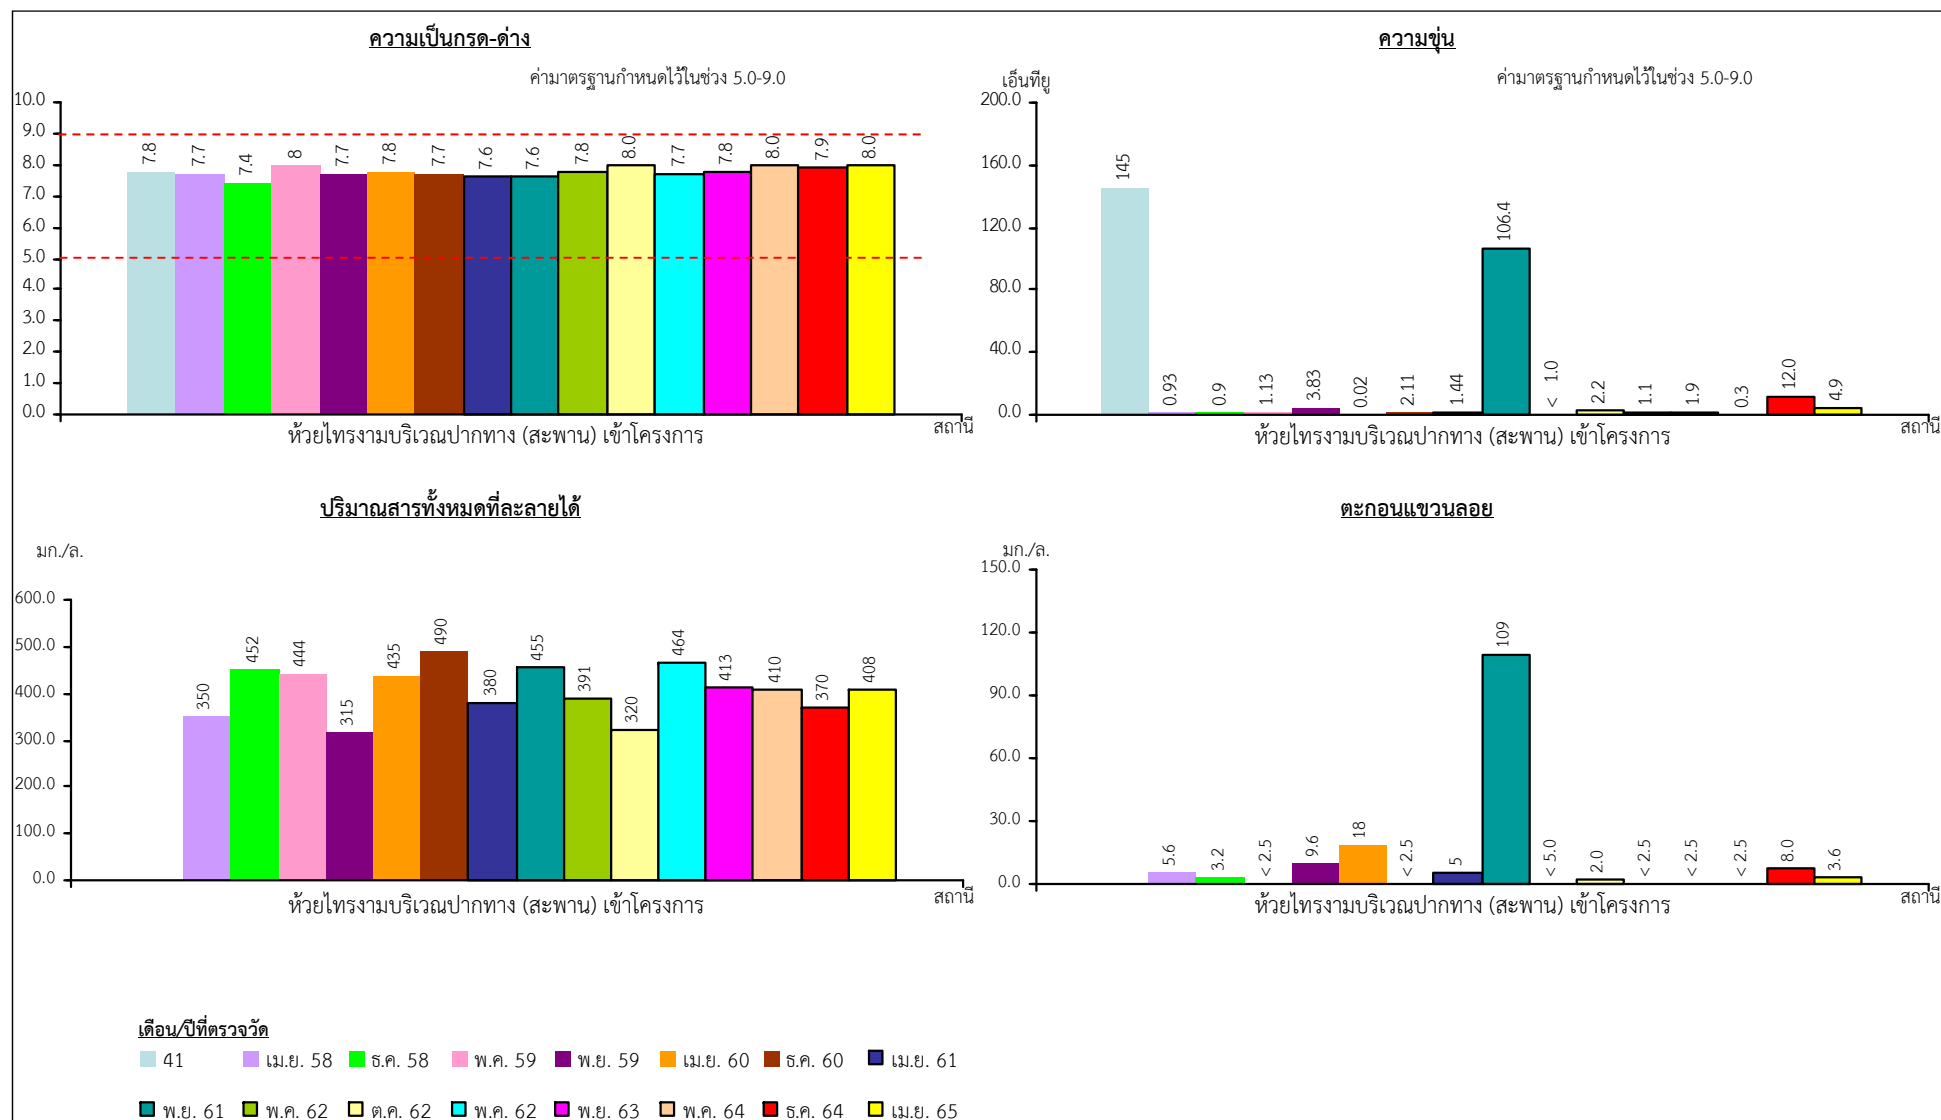 ความเป็นกรด-ด่าง
ค่ามาตรฐานกำหนดไว้ในช่วง 5.0-9.0
10.0
9.0
8.0
7.0
6.0
5.0
4.0
3.0
2.0
1.0
0.0
7.8 7.7 7.4 8 7.7 7.8 7.7 7.6 7.6 7.8 8.0 7.7 7.8 8.0 7.9 8.0
สถานี
ห้วยไทรงามบริเวณปากทาง (สะพาน) เข้าโครงการ
ความขุ่น
เอ็นทียู
ค่ามาตรฐานกำหนดไว้ในช่วง 5.0-9.0
200.0
160.0
120.0
80.0
40.0
0.0
145 0.93 0.9 1.13 3.83 0.02 2.11 1.44 106.4 < 1.0 2.2 1.1 1.9 0.3 12.0 4.9
สถานี
ห้วยไทรงามบริเวณปากทาง (สะพาน) เข้าโครงการ
ปริมาณสารทั้งหมดที่ละลายได้
มก./ล.
600.0
500.0
400.0
300.0
200.0
100.0
0.0
350 452 444 315 435 490 380 455 391 320 464 413 410 370 408
สถานี
ห้วยไทรงามบริเวณปากทาง (สะพาน) เข้าโครงการ
ตะกอนแขวนลอย
มก./ล.
150.0
120.0
90.0
60.0
30.0
0.0
5.6 3.2 < 2.5 9.6 18 < 2.5 5 109 < 5.0 2.0 < 2.5 < 2.5 < 2.5 8.0 3.6
สถานี
ห้วยไทรงามบริเวณปากทาง (สะพาน) เข้าโครงการ
เดือน/ปีที่ตรวจวัด
41 เม.ย. 58 ธ.ค. 58 พ.ค. 59 พ.ย. 59 เม.ย. 60 ธ.ค. 60 เม.ย. 61
พ.ย. 61 พ.ค. 62 ต.ค. 62 พ.ค. 62 พ.ย. 63 พ.ค. 64 ธ.ค. 64 เม.ย. 65